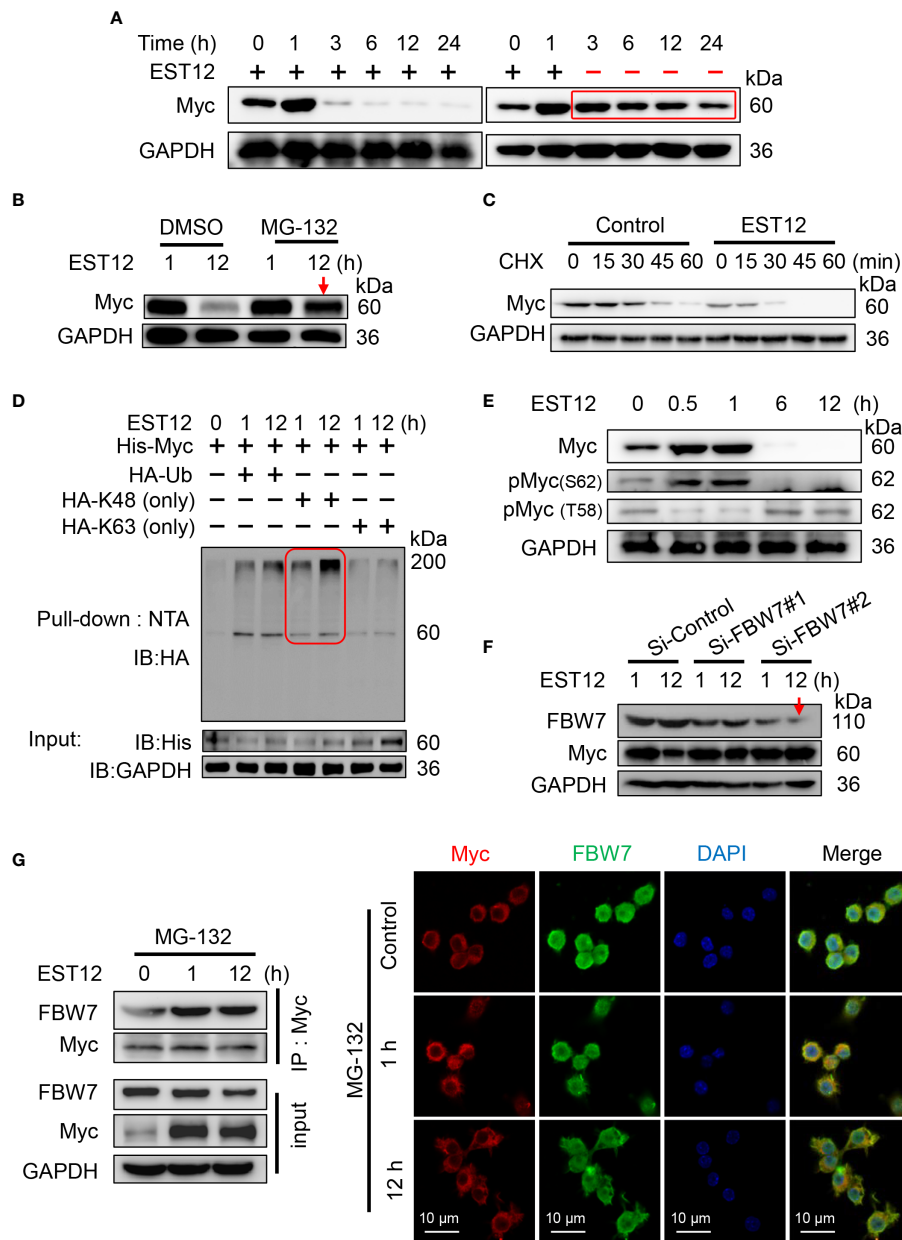 A
Time (h) 0 1 3 6 12 24 0 1 3 6 12 24
EST12 + + + + + + + + − − − −
kDa
Myc 60
GAPDH 36
B
DMSO MG-132
EST12 1 12 1 12 (h)
kDa
Myc 60
GAPDH 36
C
Control EST12
CHX 0 15 30 45 60 0 15 30 45 60 (min)
kDa
Myc 60
GAPDH 36
D
EST12 0 1 12 1 12 1 12 (h)
His-Myc + + + + + + +
HA-Ub − + + − − − −
HA-K48 (only) − − − + + − −
HA-K63 (only) − − − − − + +
kDa
200
Pull-down : NTA
60
IB:HA
Input: IB:His 60
IB:GAPDH 36
E
EST12 0 0.5 1 6 12 (h)
kDa
Myc 60
pMyc(S62) 62
pMyc (T58) 62
GAPDH 36
F
Si-Control Si-FBW7#1 Si-FBW7#2
EST12 1 12 1 12 1 12 (h)
kDa
FBW7 110
Myc 60
GAPDH 36
G
MG-132
EST12 0 1 12 (h)
FBW7
Myc
IP : Myc
FBW7
Myc
GAPDH
input
Myc FBW7 DAPI Merge
MG-132
Control
1 h
12 h
10 µm 10 µm 10 µm 10 µm